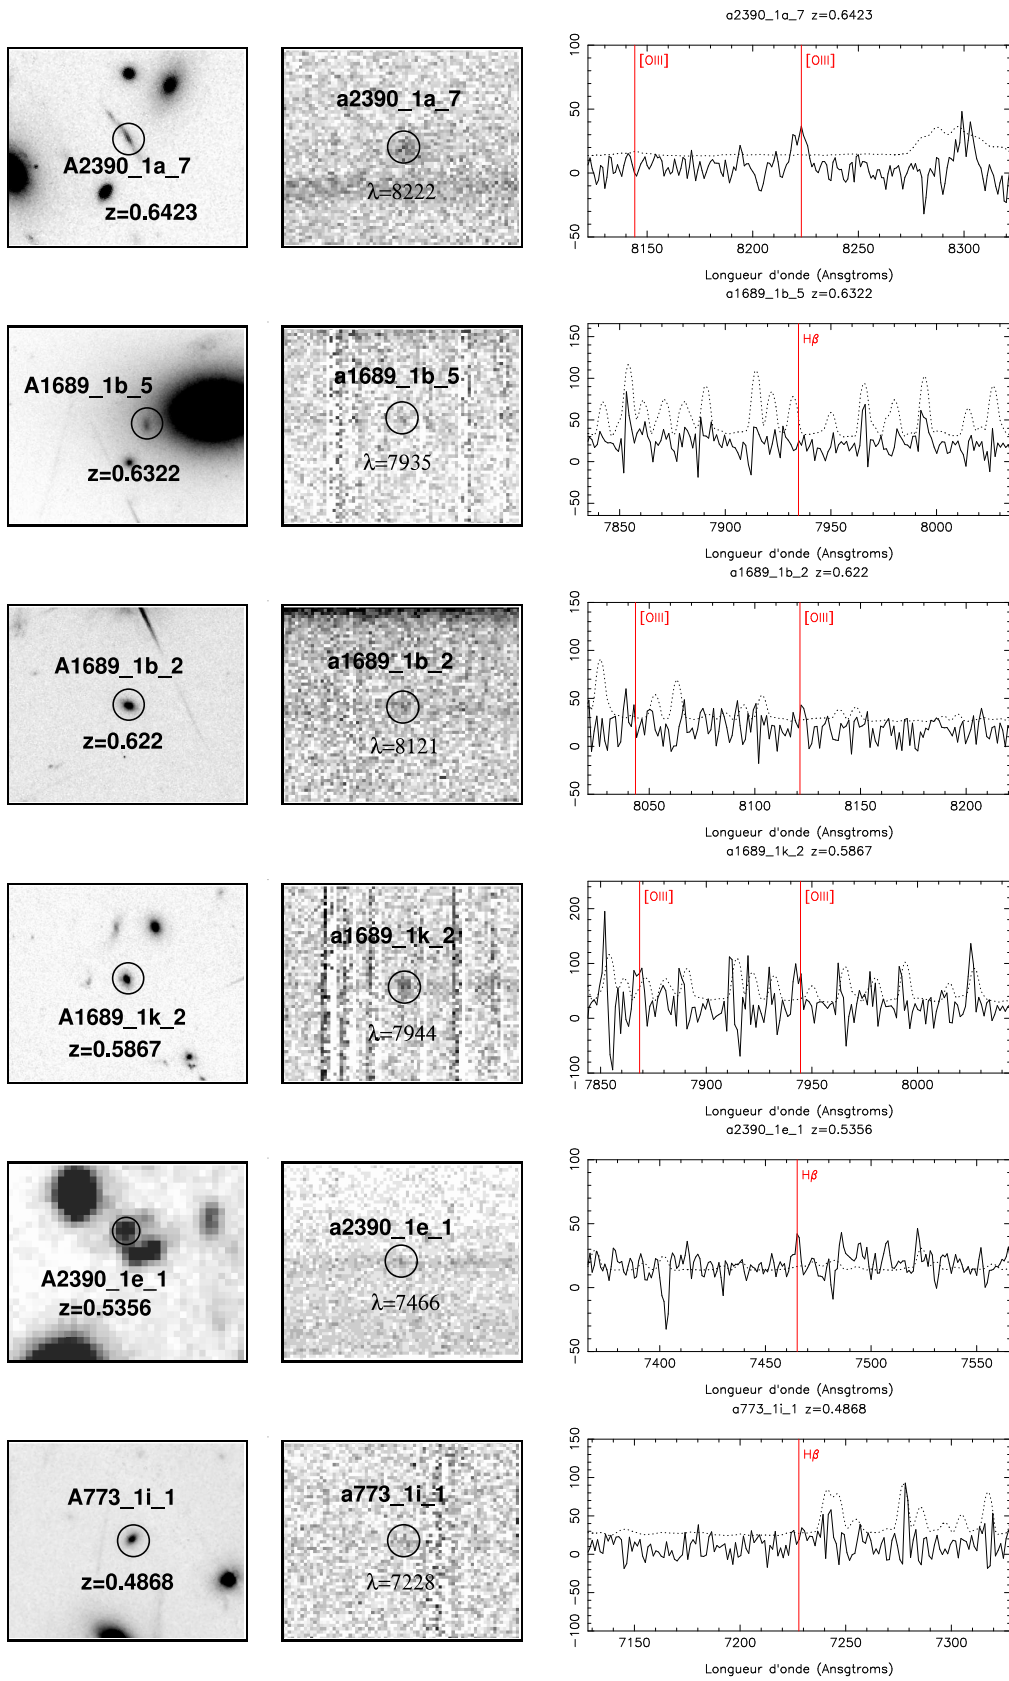 a2390_1a_7 z=0.6423
A2390_1a_7
z=0.6423
a2390_1a_7
λ=8222
[OIII] [OIII]
100
50
0
−50
8150 8200 8250 8300
Longueur d'onde (Ansgtroms)
a1689_1b_5 z=0.6322
A1689_1b_5
z=0.6322
a1689_1b_5
λ=7935
Hβ
150
100
50
0
−50
7850 7900 7950 8000
Longueur d'onde (Ansgtroms)
a1689_1b_2 z=0.622
A1689_1b_2
z=0.622
a1689_1b_2
λ=8121
[OIII] [OIII]
150
100
50
0
−50
8050 8100 8150 8200
Longueur d'onde (Ansgtroms)
a1689_1k_2 z=0.5867
A1689_1k_2
z=0.5867
a1689_1k_2
λ=7944
[OIII] [OIII]
200
100
0
−100
7850 7900 7950 8000
Longueur d'onde (Ansgtroms)
a2390_1e_1 z=0.5356
A2390_1e_1
z=0.5356
a2390_1e_1
λ=7466
Hβ
100
50
0
−50
7400 7450 7500 7550
Longueur d'onde (Ansgtroms)
a773_1i_1 z=0.4868
A773_1i_1
z=0.4868
a773_1i_1
λ=7228
Hβ
150
100
50
0
−50
−100
7150 7200 7250 7300
Longueur d'onde (Ansgtroms)